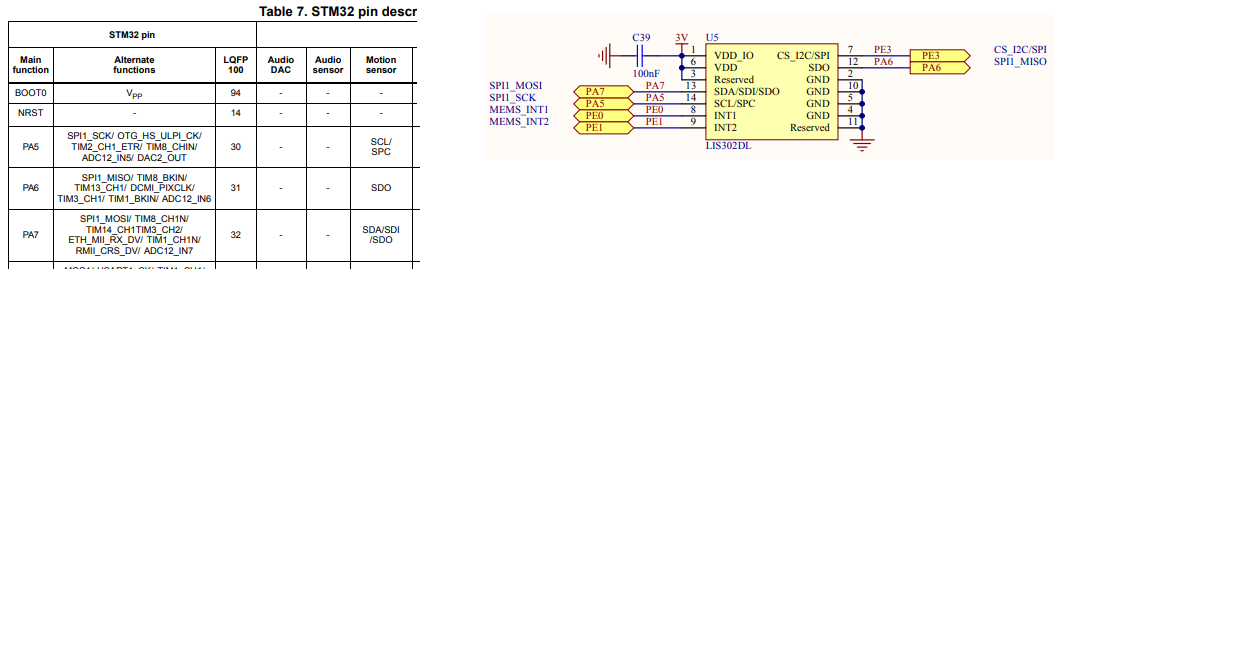 Table 7. STM32 pin descr
STM32 pin
Main function
Alternate functions
LQFP 100
Audio DAC
Audio sensor
Motion sensor
BOOT0 VPP 94 - - -
NRST - 14 - - -
PA5
SPI1_SCK/ OTG_HS_ULPI_CK/
TIM2_CH1_ETR/ TIM8_CHIN/
ADC12_IN5/ DAC2_OUT
30 - -
SCL/
SPC
PA6
SPI1_MISO/ TIM8_BKIN/
TIM13_CH1/ DCMI_PIXCLK/
TIM3_CH1/ TIM1_BKIN/ ADC12_IN6
31 - - SDO
PA7
SPI1_MOSI/ TIM8_CH1N/
TIM14_CH1TIM3_CH2/
ETH_MII_RX_DV/ TIM1_CH1N/
RMII_CRS_DV/ ADC12_IN7
32 - -
SDA/SDI
/SDO
C39
100nF
3V
U5
1 VDD_IO
6 VDD
3 Reserved
SPI1_MOSI PA7 PA7 13 SDA/SDI/SDO
SPI1_SCK PA5 PA5 14 SCL/SPC
MEMS_INT1 PE0 PE0 8 INT1
MEMS_INT2 PE1 PE1 9 INT2
CS_I2C/SPI 7 PE3 PE3 CS_I2C/SPI
SDO 12 PA6 PA6 SPI1_MISO
GND 2
GND 10
GND 5
GND 4
Reserved 11
LIS302DL